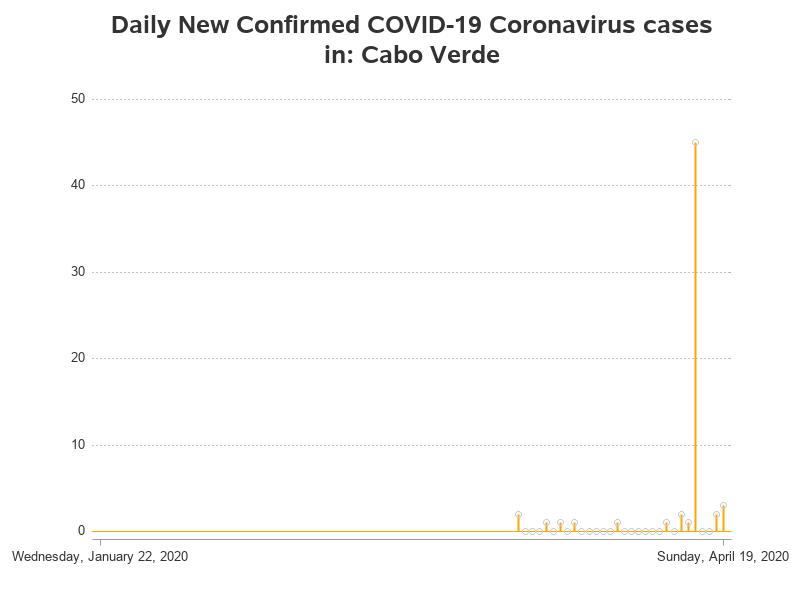 Daily New Confirmed COVID-19 Coronavirus cases
in: Cabo Verde
50
40
30
20
10
0
Wednesday, January 22, 2020
Sunday, April 19, 2020